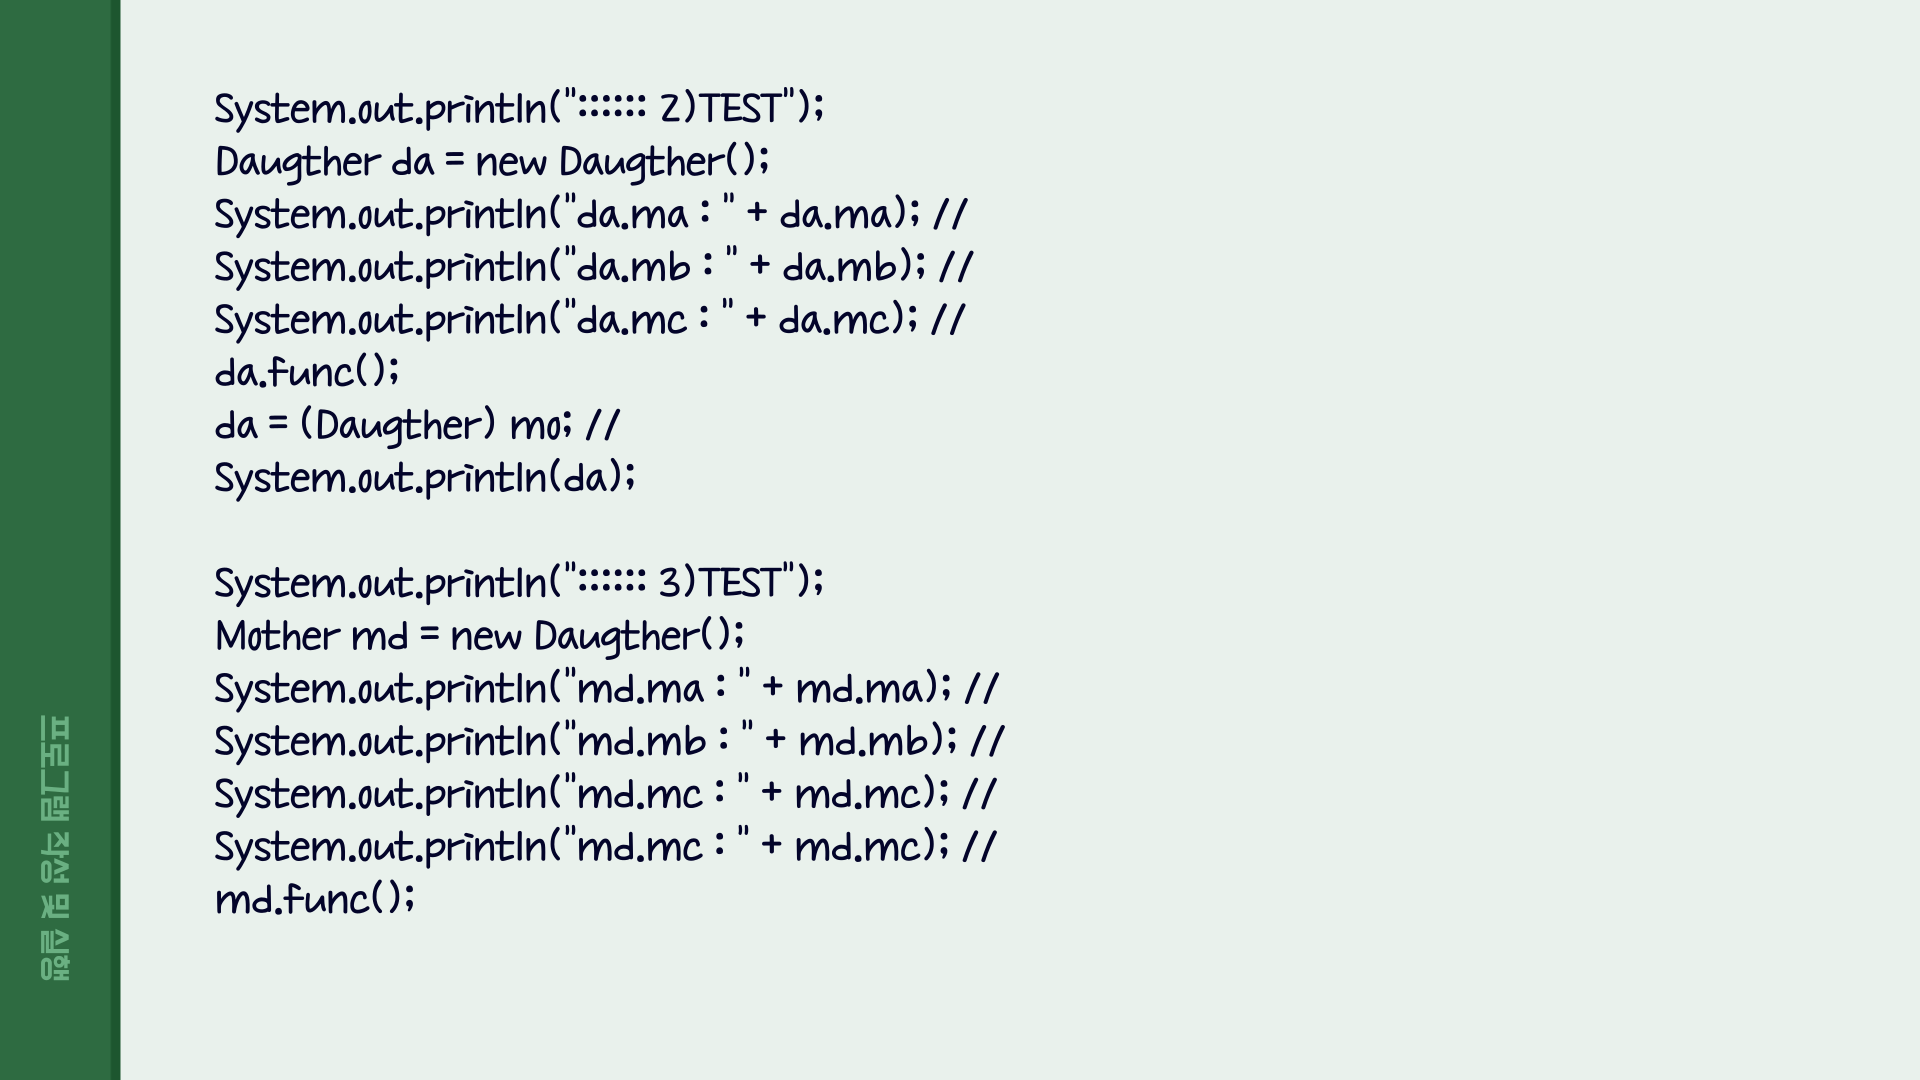 System.out.println(":::::: 2)TEST");
Daugther da = new Daugther();
System.out.println("da.ma : " + da.ma); //
System.out.println("da.mb : " + da.mb); //
System.out.println("da.mc : " + da.mc); //
da.func();
da = (Daugther) mo; //
System.out.println(da);
System.out.println(":::::: 3)TEST");
Mother md = new Daugther();
System.out.println("md.ma : " + md.ma); //
System.out.println("md.mb : " + md.mb); //
System.out.println("md.mc : " + md.mc); //
System.out.println("md.mc : " + md.mc); //
md.func();
프로그램 작성 및 실행